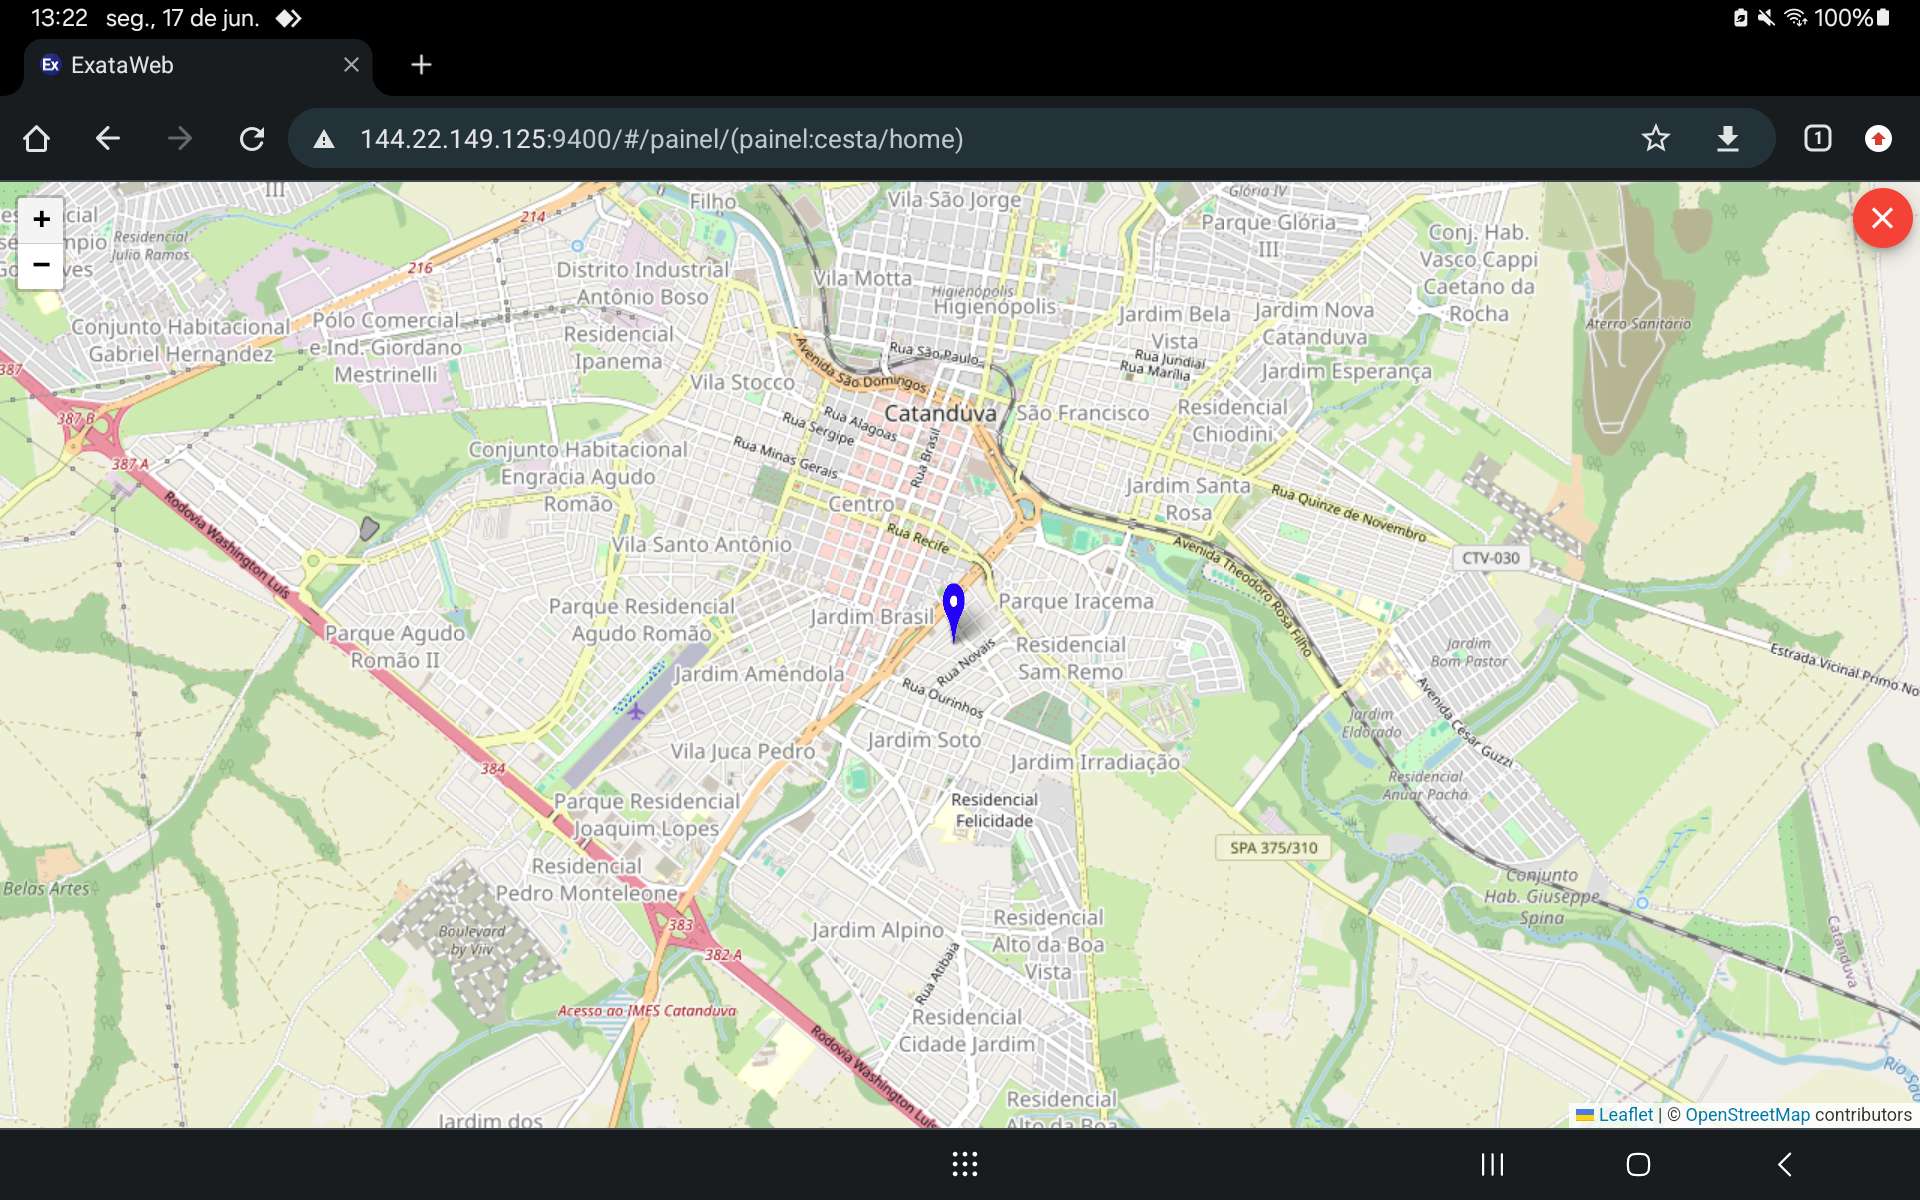 13:22 seg., 17 de jun. 100%
Ex ExataWeb
144.22.149.125:9400/#/painel/(painel:cesta/home) 1
III
Filho
Vila São Jorge
Glória IV
+
-
Residencial
Julio Ramos
214
Parque Glória
III
Conj. Hab.
Vasco Cappi
Caetano da
Rocha
216
Distrito Industrial
Antônio Boso
Vila Motta
Higienópolis
Higienópolis
Jardim Bela
Vista
Jardim Nova
Catanduva
Aterro Sanitário
Conjunto Habitacional
Gabriel Hernandez
Pólo Comercial
e Ind. Giordano
Mestrinelli
Residencial
Ipanema
Avenida São Domingos
Rua São Paulo
Rua Jundiaí
Rua Marília
387
Vila Stocco
Jardim Esperança
387 B
Rua Alagoas
Rua Sergipe
Catanduva
São Francisco
Residencial
Chiodini
387 A
Conjunto Habitacional
Engracia Agudo
Romão
Rua Minas Gerais
Rua Brasil
Centro
Jardim Santa
Rosa
Rua Quinze de Novembro
Rodovia Washington Luís
Vila Santo Antônio
Rua Recife
Avenida Theodoro Rosa Filho
CTV-030
Parque Residencial
Agudo Romão
Jardim Brasil
Parque Iracema
Parque Agudo
Romão II
Residencial
Sam Remo
Jardim
Bom Pastor
Estrada Vicinal Primo No
Jardim Amêndola
Rua Novais
Rua Ourinhos
Avenida César Guzzi
Jardim
Eldorado
Vila Juca Pedro
Jardim Soto
Jardim Irradiação
384
Residencial
Anuar Pachá
Parque Residencial
Joaquim Lopes
Residencial
Felicidade
SPA 375/310
Residencial
Pedro Monteleone
Belas Artes
Conjunto
Hab. Giuseppe
Spina
Boulevard
by Viiv
383
382 A
Jardim Alpino
Residencial
Alto da Boa
Vista
Rua Atibaia
Catanduva
Acesso ao IMES Catanduva
Residencial
Cidade Jardim
Rodovia Washington Luís
Rio São
Residencial
Alto da Boa
Jardim dos
Leaflet | © OpenStreetMap contributors